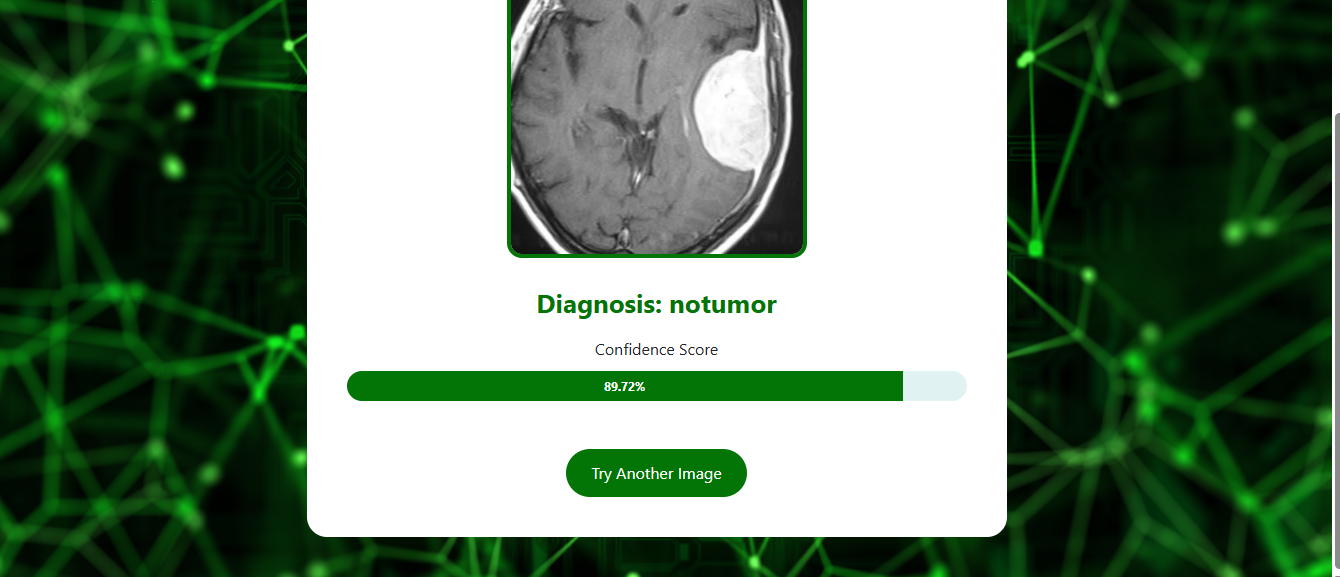 Diagnosis: notumor
Confidence Score
89.72%
Try Another Image